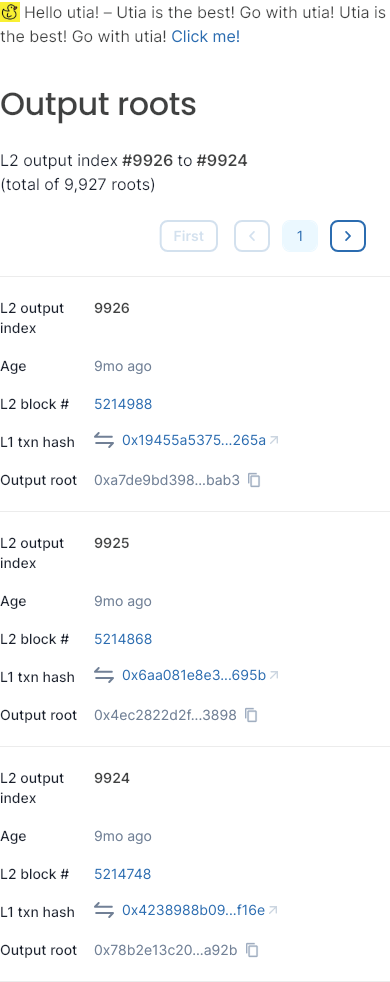 Hello utia! – Utia is the best! Go with utia! Utia is
the best! Go with utia! Click me!
Output roots
L2 output index #9926 to #9924
(total of 9,927 roots)
First
1
L2 output
index
9926
Age
9mo ago
L2 block #
5214988
L1 txn hash
0x19455a5375...265a
Output root
0xa7de9bd398...bab3
L2 output
index
9925
Age
9mo ago
L2 block #
5214868
L1 txn hash
0x6aa081e8e3...695b
Output root
0x4ec2822d2f...3898
L2 output
index
9924
Age
9mo ago
L2 block #
5214748
L1 txn hash
0x4238988b09...f16e
Output root
0x78b2e13c20...a92b